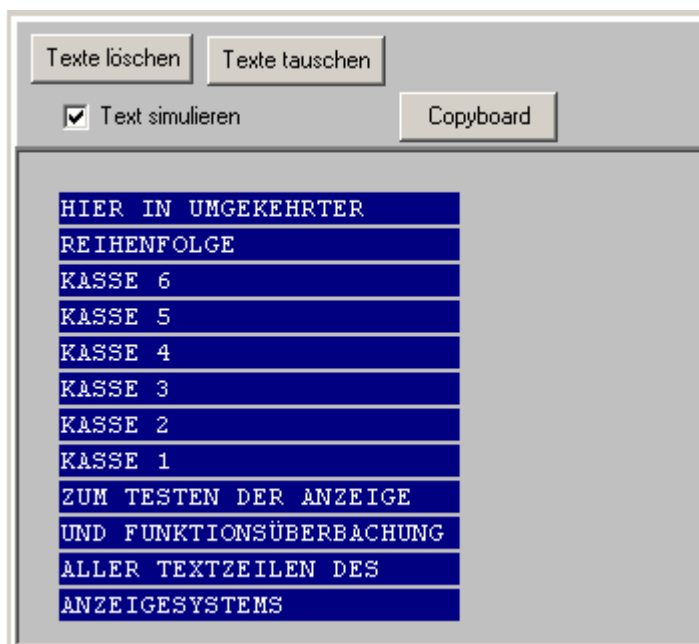 Texte löschen Texte tauschen
Text simulieren Copyboard
HIER IN UMGEKEHRTER
REIHENFOLGE
KASSE 6
KASSE 5
KASSE 4
KASSE 3
KASSE 2
KASSE 1
ZUM TESTEN DER ANZEIGE
UND FUNKTIONSÜBERBACHUNG
ALLER TEXTZEILEN DES
ANZEIGESYSTEMS